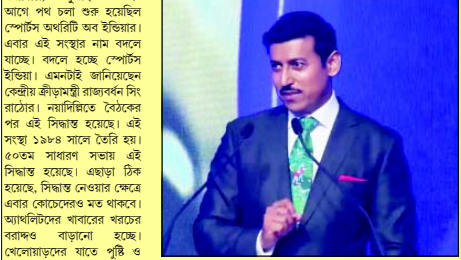 আগে পথ চলা শুরু হয়েছিল
স্পোর্টস অথরিটি অব ইন্ডিয়ার।
এবার এই সংস্থার নাম বদলে
যাচ্ছে। বদলে হচ্ছে স্পোর্টস
ইন্ডিয়া। এমনটাই জানিয়েছেন
কেন্দ্রীয় ক্রীড়ামন্ত্রী রাজ্যবর্ধন সিং
রাঠোর। নয়াদিল্লিতে বৈঠকের
পর এই সিদ্ধান্ত হয়েছে। এই
সংস্থা ১৯৮৪ সালে তৈরি হয়।
৫০তম সাধারণ সভায় এই
সিদ্ধান্ত হয়েছে। এছাড়া ঠিক
হয়েছে, সিদ্ধান্ত নেওয়ার ক্ষেত্রে
এবার কোচেদেরও মত থাকবে।
অ্যাথলিটদের খাবারের খরচের
বরাদ্দও বাড়ানো হচ্ছে।
খেলোয়াড়দের যাতে পুষ্টি ও